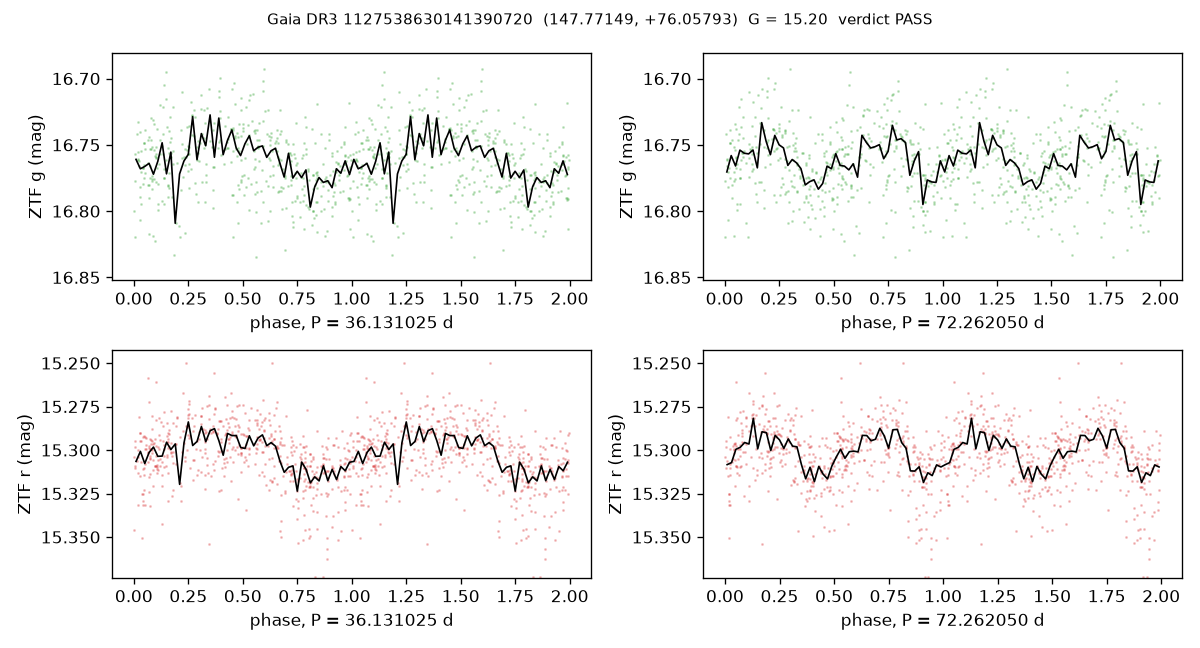 Gaia DR3 1127538630141390720 (147.77149, +76.05793) G = 15.20 verdict PASS
ZTF g (mag)
16.70
16.75
16.80
16.85
0.00 0.25 0.50 0.75 1.00 1.25 1.50 1.75 2.00
phase, P = 36.131025 d
ZTF g (mag)
16.70
16.75
16.80
16.85
0.00 0.25 0.50 0.75 1.00 1.25 1.50 1.75 2.00
phase, P = 72.262050 d
ZTF r (mag)
15.250
15.275
15.300
15.325
15.350
0.00 0.25 0.50 0.75 1.00 1.25 1.50 1.75 2.00
phase, P = 36.131025 d
ZTF r (mag)
15.250
15.275
15.300
15.325
15.350
0.00 0.25 0.50 0.75 1.00 1.25 1.50 1.75 2.00
phase, P = 72.262050 d